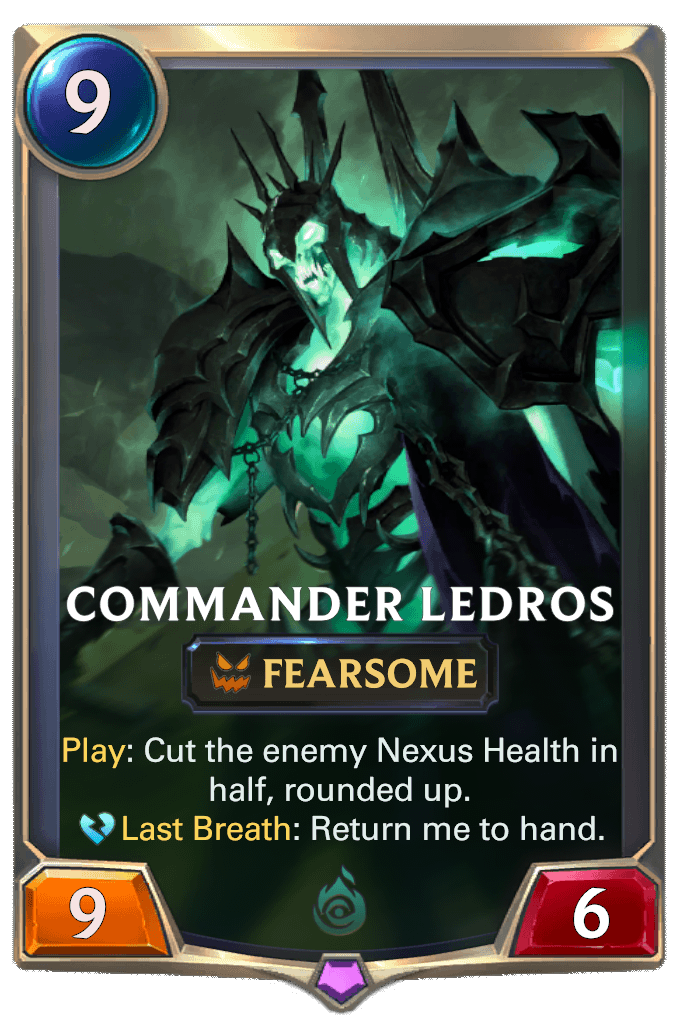 9
COMMANDER LEDROS
FEARSOME
Play: Cut the enemy Nexus Health in
half, rounded up.
Last Breath: Return me to hand.
9
6